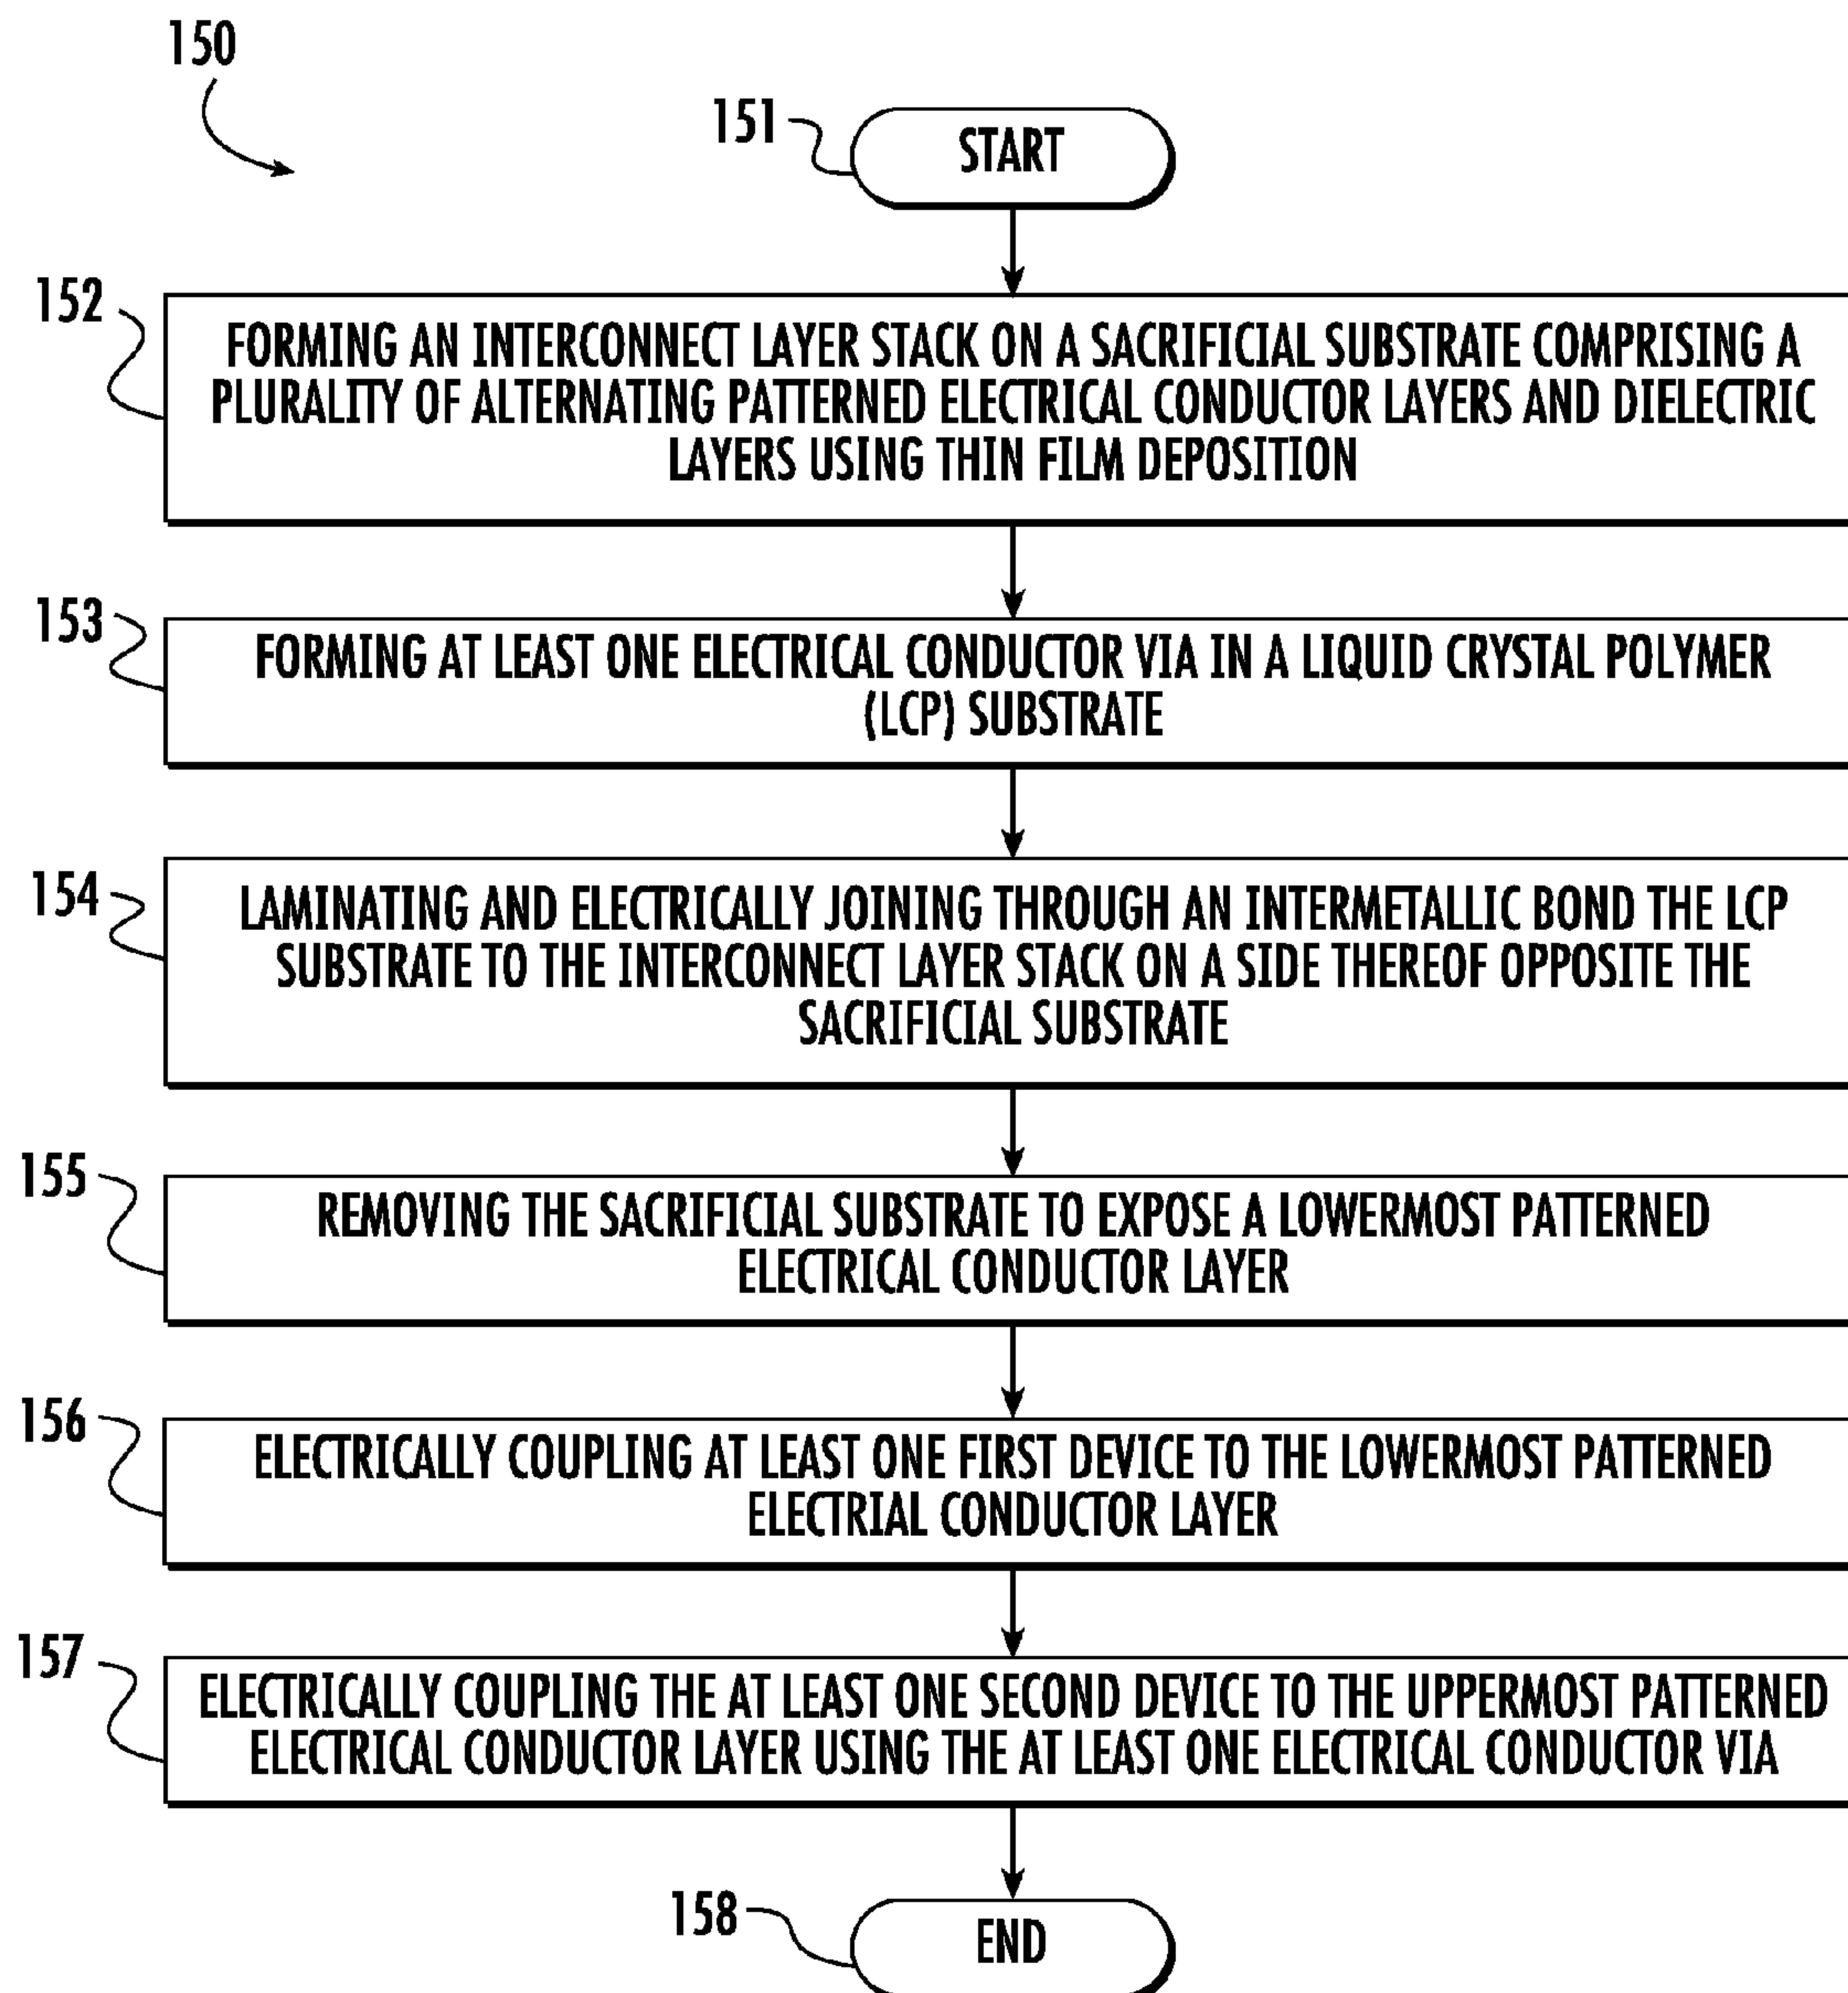 150
151
START
152
FORMING AN INTERCONNECT LAYER STACK ON A SACRIFICIAL SUBSTRATE COMPRISING A
PLURALITY OF ALTERNATING PATTERNED ELECTRICAL CONDUCTOR LAYERS AND DIELECTRIC
LAYERS USING THIN FILM DEPOSITION
153
FORMING AT LEAST ONE ELECTRICAL CONDUCTOR VIA IN A LIQUID CRYSTAL POLYMER
(LCP) SUBSTRATE
154
LAMINATING AND ELECTRICALLY JOINING THROUGH AN INTERMETALLIC BOND THE LCP
SUBSTRATE TO THE INTERCONNECT LAYER STACK ON A SIDE THEREOF OPPOSITE THE
SACRIFICIAL SUBSTRATE
155
REMOVING THE SACRIFICIAL SUBSTRATE TO EXPOSE A LOWERMOST PATTERNED
ELECTRICAL CONDUCTOR LAYER
156
ELECTRICALLY COUPLING AT LEAST ONE FIRST DEVICE TO THE LOWERMOST PATTERNED
ELECTRIAL CONDUCTOR LAYER
157
ELECTRICALLY COUPLING THE AT LEAST ONE SECOND DEVICE TO THE UPPERMOST PATTERNED
ELECTRICAL CONDUCTOR LAYER USING THE AT LEAST ONE ELECTRICAL CONDUCTOR VIA
158
END